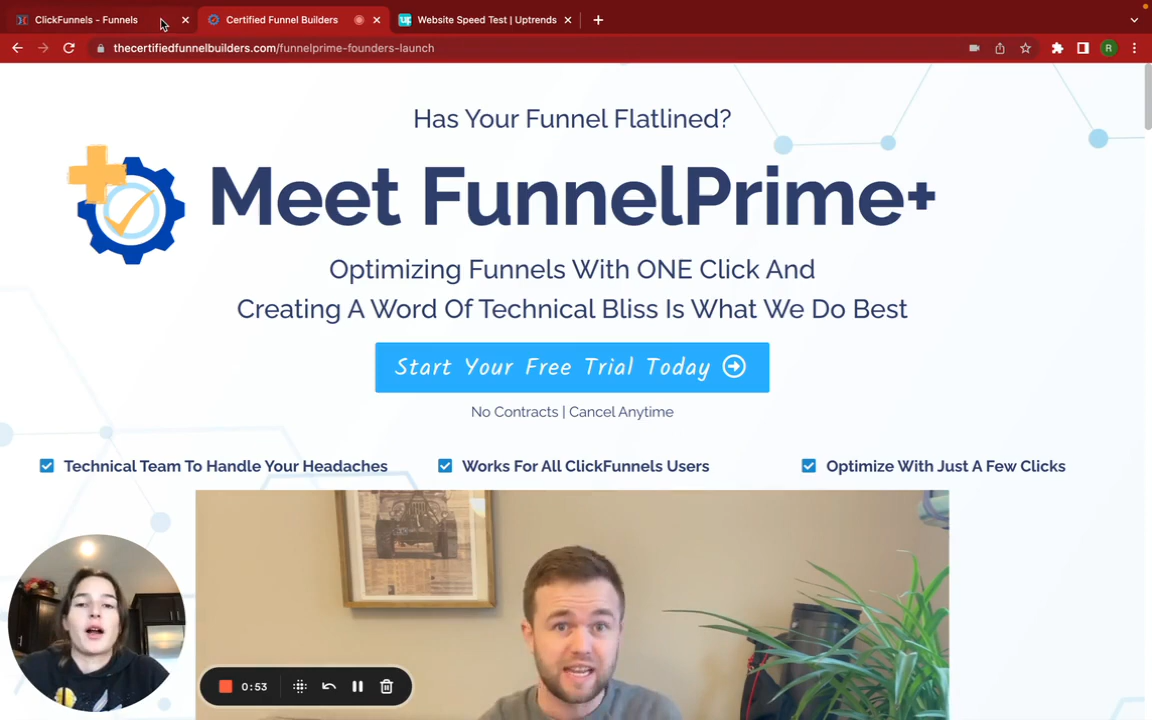 ClickFunnels - Funnels
Certified Funnel Builders
up Website Speed Test | Uptrends
thecertifiedfunnelbuilders.com/funnelprime-founders-launch
R
Has Your Funnel Flatlined?
Meet FunnelPrime+
Optimizing Funnels With ONE Click And
Creating A Word Of Technical Bliss Is What We Do Best
Start Your Free Trial Today
No Contracts | Cancel Anytime
Technical Team To Handle Your Headaches
Works For All ClickFunnels Users
Optimize With Just A Few Clicks
0:53